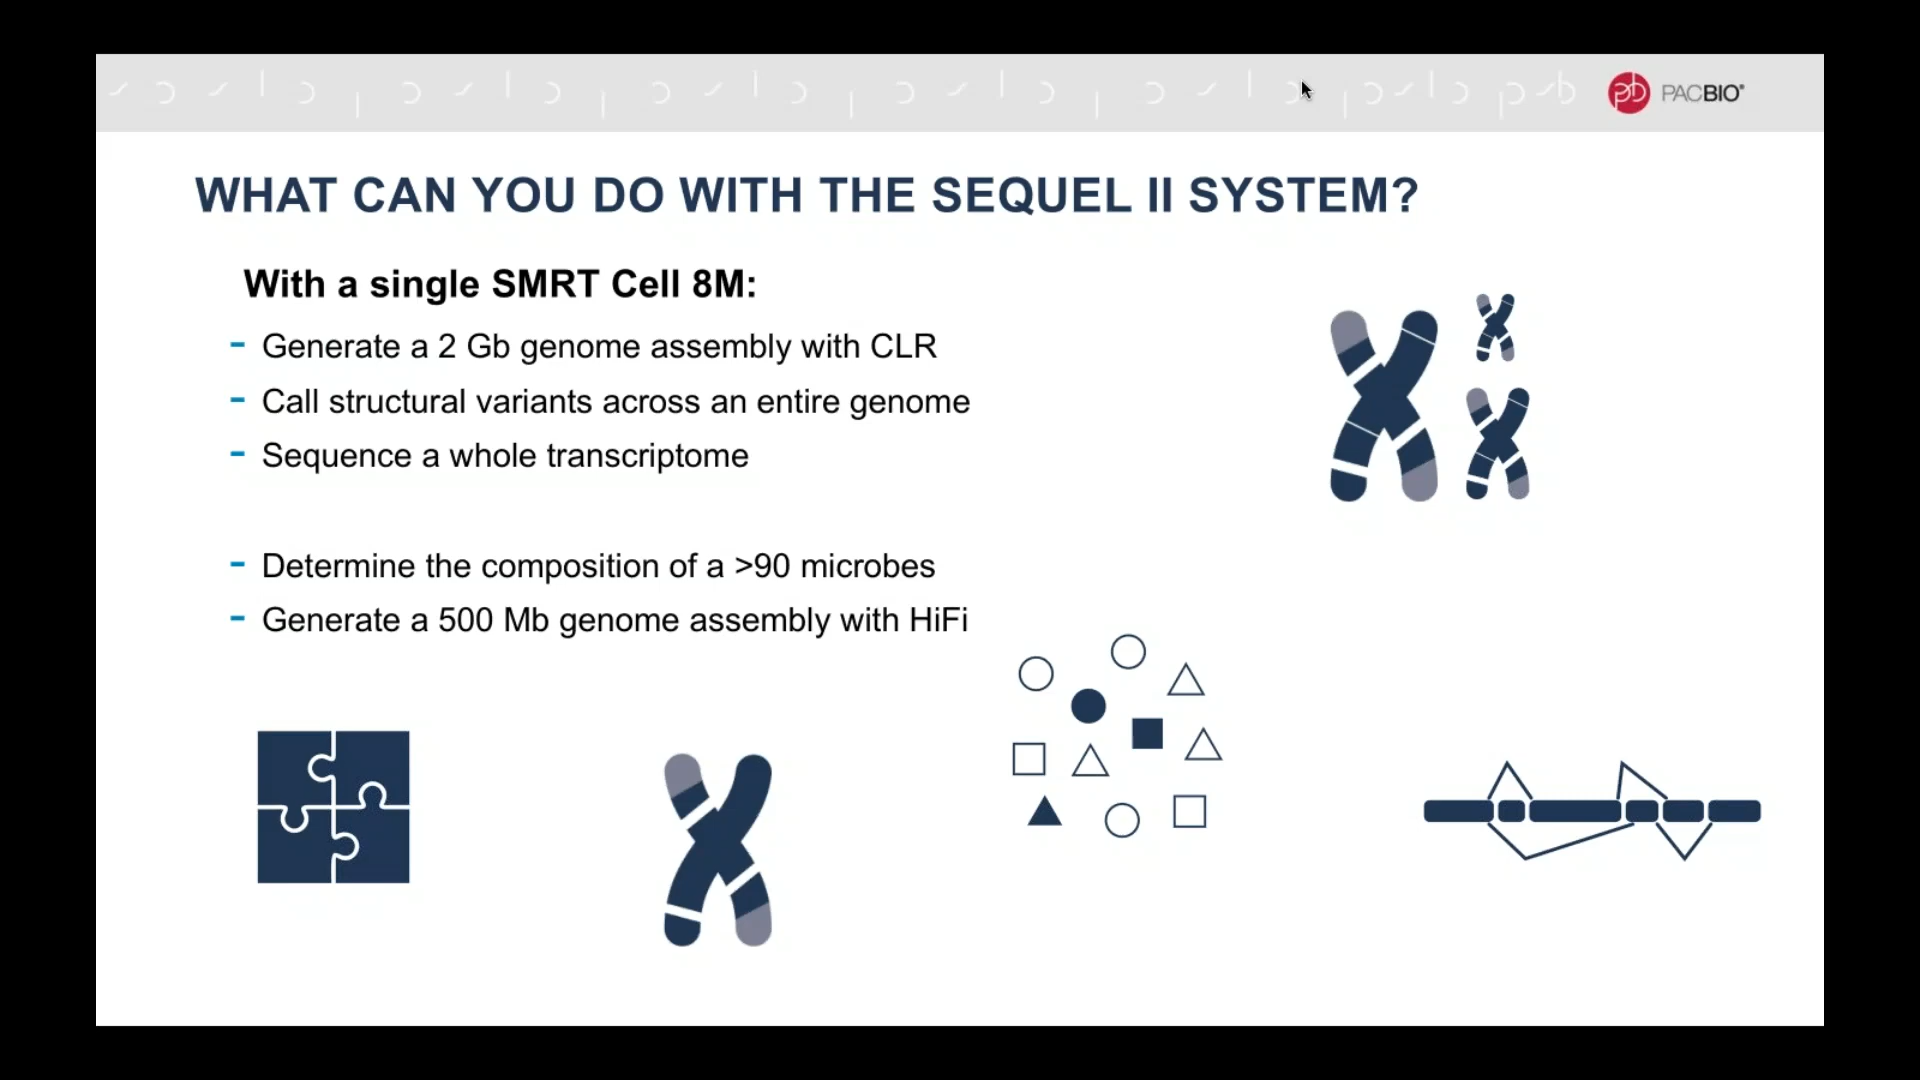 pb PACBIO®
WHAT CAN YOU DO WITH THE SEQUEL II SYSTEM?
With a single SMRT Cell 8M:
- Generate a 2 Gb genome assembly with CLR
- Call structural variants across an entire genome
- Sequence a whole transcriptome
- Determine the composition of a >90 microbes
- Generate a 500 Mb genome assembly with HiFi